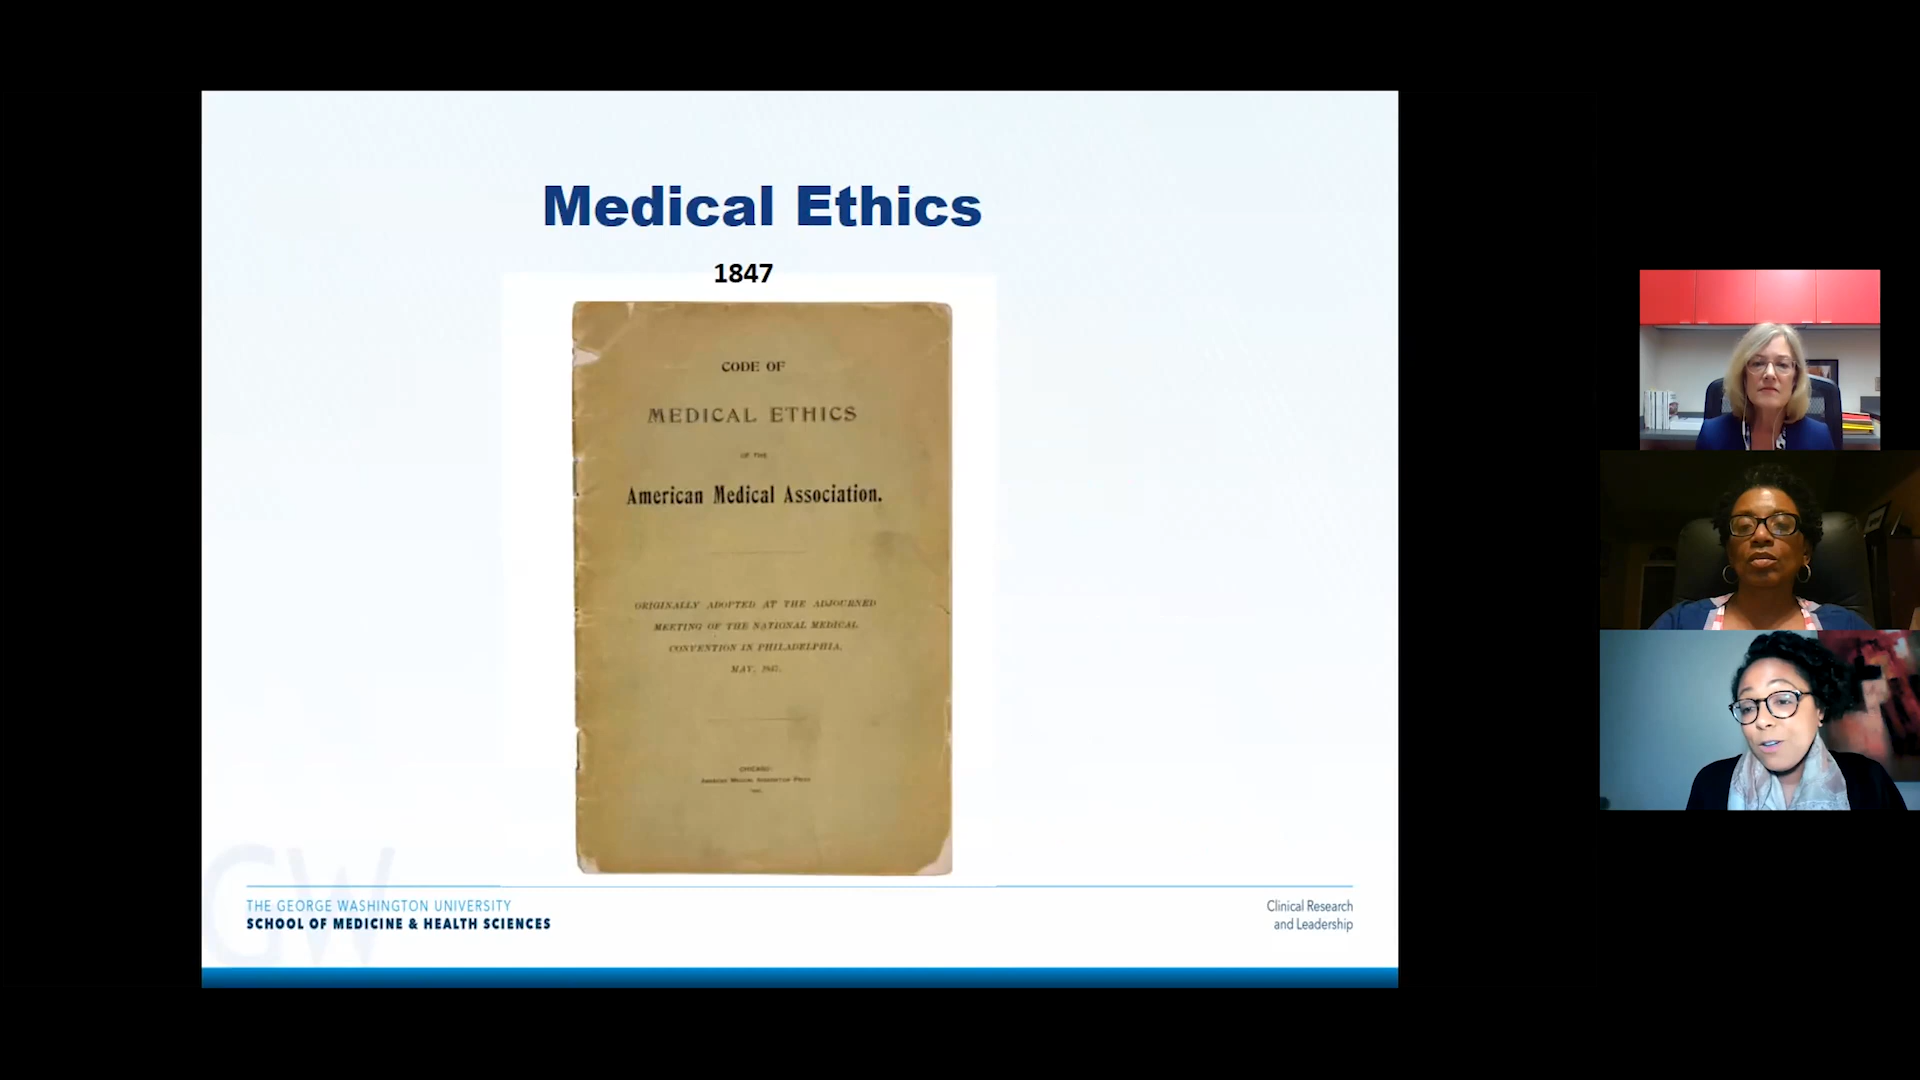 Medical Ethics
1847
CODE OF
MEDICAL ETHICS
OF THE
American Medical Association.
ORIGINALLY ADOPTED AT THE ADJOURNED
MEETING OF THE NATIONAL MEDICAL
CONVENTION IN PHILADELPHIA,
MAY, 1847.
CHICAGO:
AMERICAN MEDICAL ASSOCIATION PRESS
GW
THE GEORGE WASHINGTON UNIVERSITY
SCHOOL OF MEDICINE & HEALTH SCIENCES
Clinical Research
and Leadership